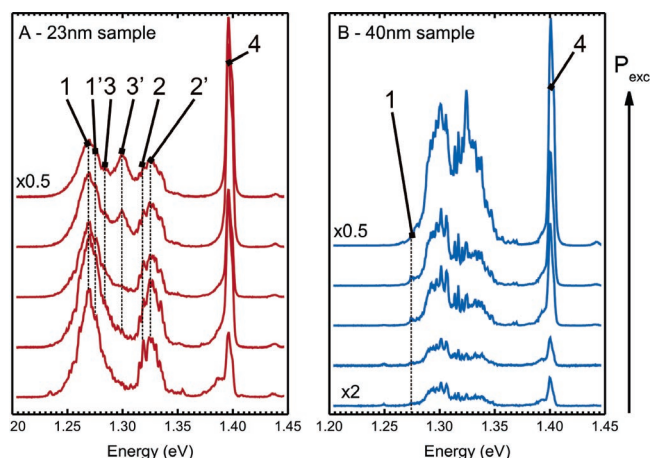 A - 23nm sample
B - 40nm sample
4
4
P exc
1 1' 3 3' 2 2'
1
x0.5
x0.5
x2
20 1.25 1.30 1.35 1.40 1.45
1.20 1.25 1.30 1.35 1.40 1.45
Energy (eV)
Energy (eV)